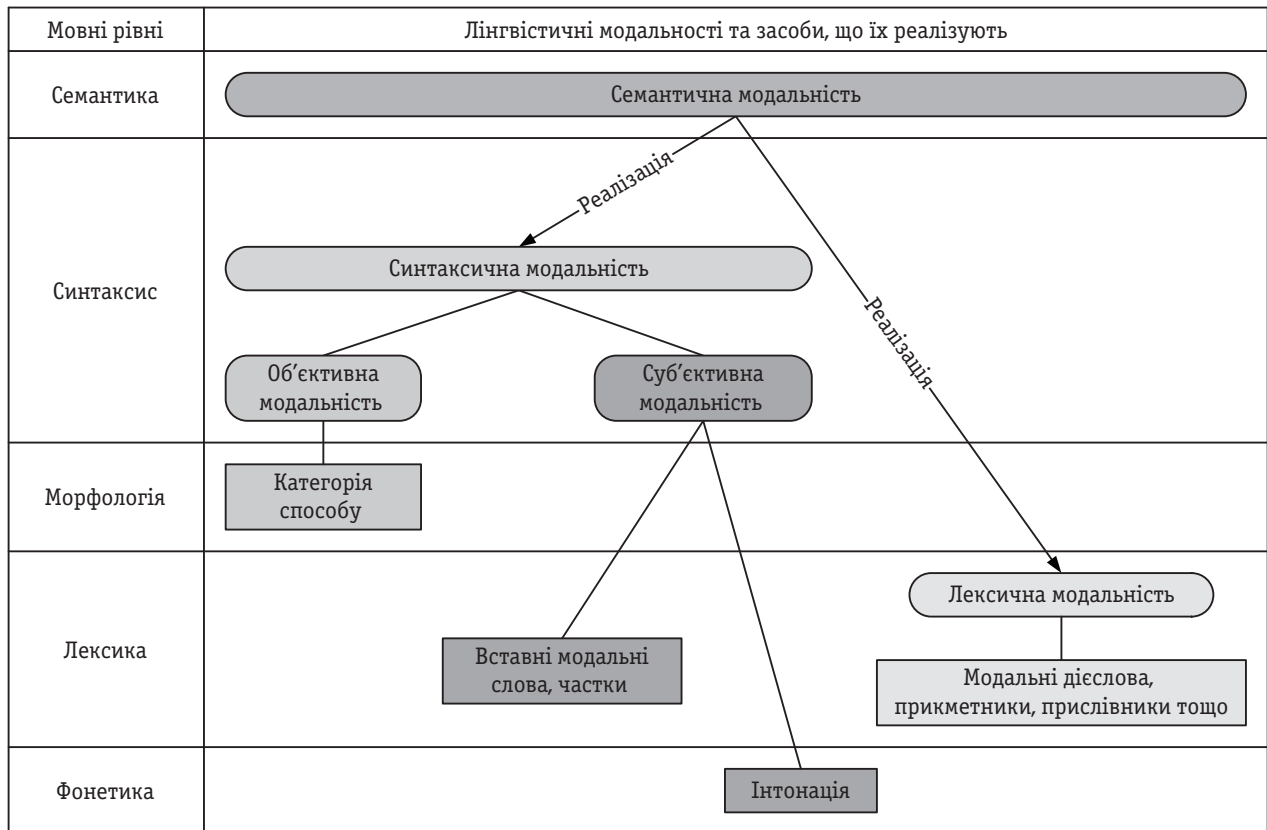 Мовні рівні
Лінгвістичні модальності та засоби, що їх реалізують
Семантика
Семантична модальність
Реалізація
Синтаксис
Синтаксична модальність
Реалізація
Об’єктивна
модальність
Суб’єктивна
модальність
Морфологія
Категорія
способу
Лексика
Лексична модальність
Вставні модальні
слова, частки
Модальні дієслова,
прикметники, прислівники тощо
Фонетика
Інтонація